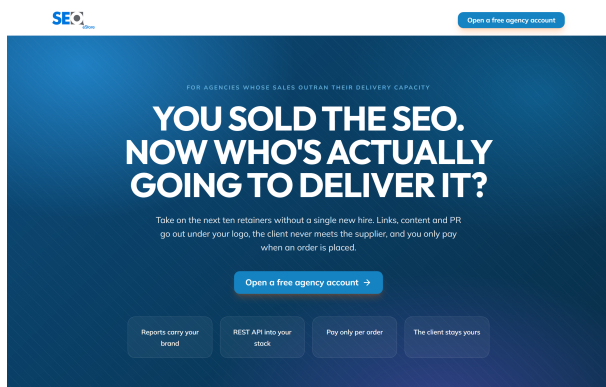 SEO
eStore
Open a free agency account
FOR AGENCIES WHOSE SALES OUTRAN THEIR DELIVERY CAPACITY
YOU SOLD THE SEO.
NOW WHO'S ACTUALLY
GOING TO DELIVER IT?
Take on the next ten retainers without a single new hire. Links, content and PR
go out under your logo, the client never meets the supplier, and you only pay
when an order is placed.
Open a free agency account →
Reports carry your
brand
REST API into your
stack
Pay only per order
The client stays yours